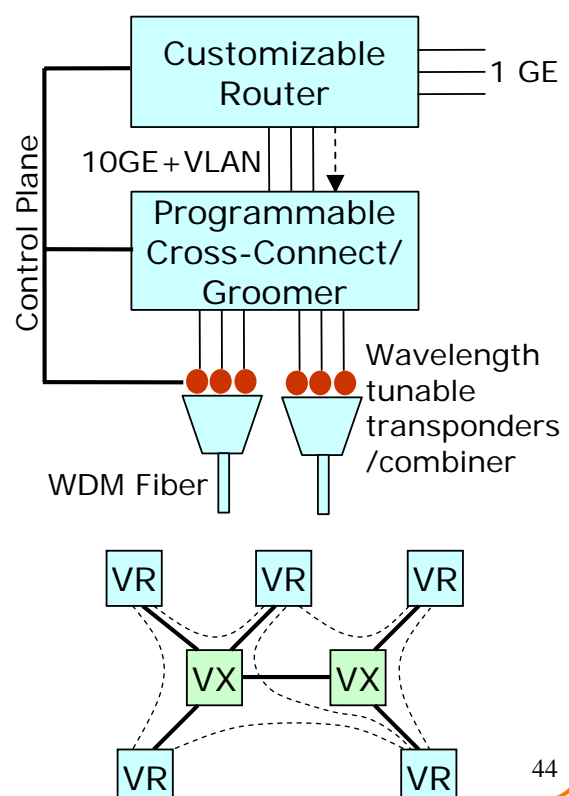 Customizable
Router
1 GE
Control Plane
10GE+VLAN
Programmable
Cross-Connect/
Groomer
Wavelength
tunable
transponders
/combiner
WDM Fiber
VR
VR
VR
VX
VX
VR
VR
44